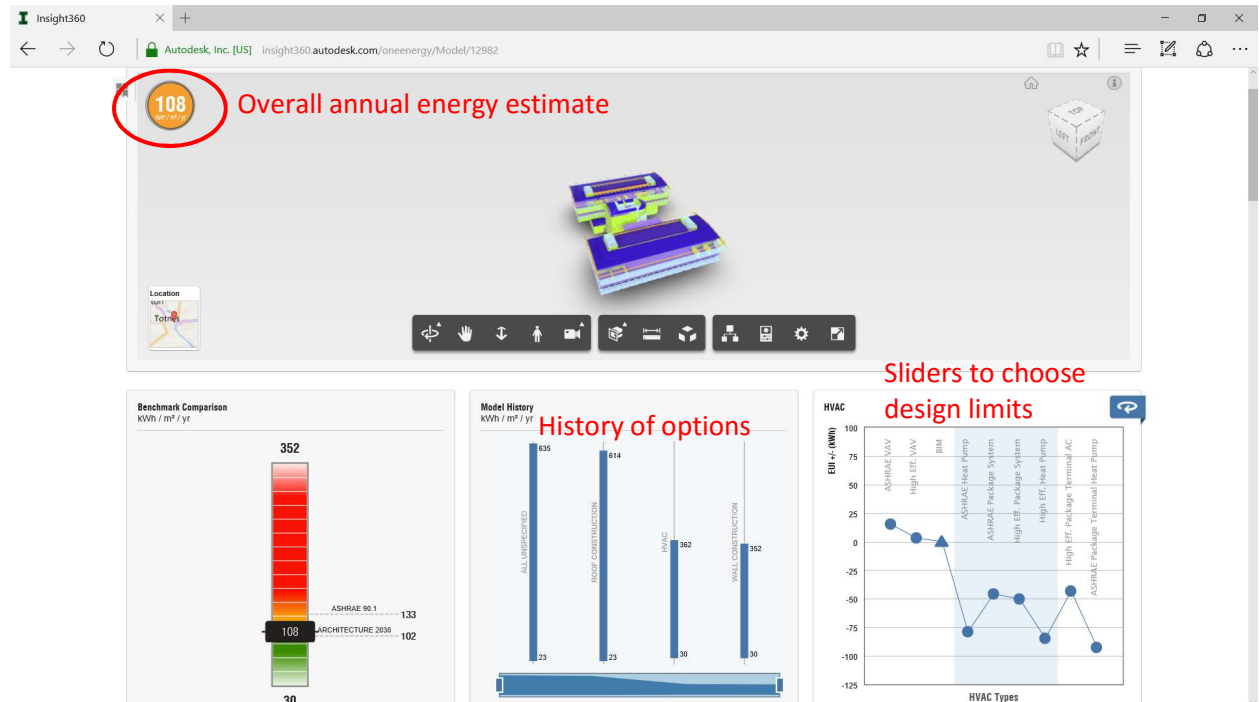 Insight360
Autodesk, Inc. [US] insight360.autodesk.com/oneenergy/Model/12982
108
kWh / m² / yr
Overall annual energy estimate
TOP
LEFT
FRONT
Location
Totnes
Sliders to choose
design limits
Benchmark Comparison
kWh / m² / yr
352
ASHRAE 90.1
133
108
ARCHITECTURE 2030
102
30
Model History
kWh / m² / yr
History of options
635
ALL UNSPECIFIED
23
614
ROOF CONSTRUCTION
23
HVAC
362
30
WALL CONSTRUCTION
352
30
HVAC
EUI +/- (kWh)
100
75
50
25
0
-25
-50
-75
-100
-125
ASHRAE VAV
High Eff. VAV
BIM
ASHRAE Heat Pump
ASHRAE Package System
High Eff. Package System
High Eff. Heat Pump
High Eff. Package Terminal AC
ASHRAE Package Terminal Heat Pump
HVAC Types